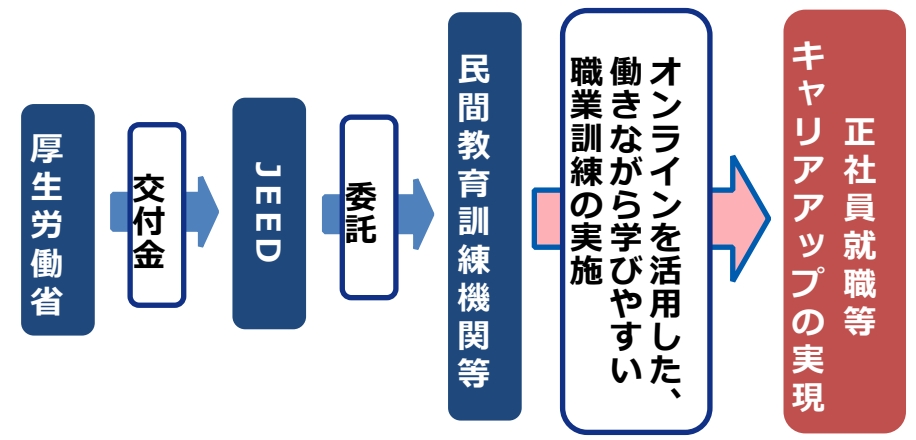 厚生労働省
交付金
JEED
委託
民間教育訓練機関等
オンラインを活用した、
働きながら学びやすい
職業訓練の実施
正社員就職等
キャリアアップの実現